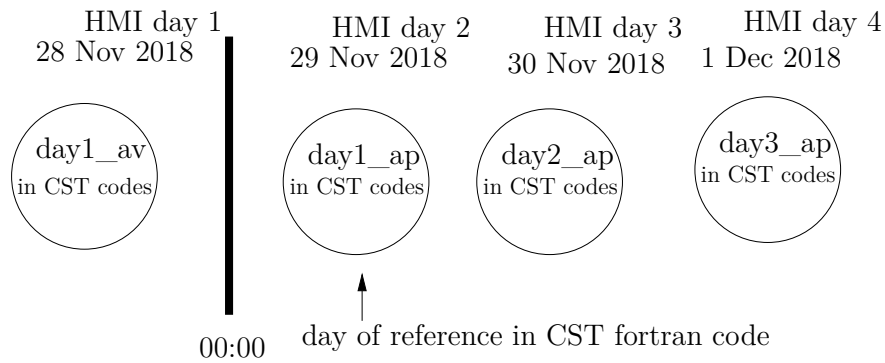 HMI day 1
28 Nov 2018
HMI day 2
29 Nov 2018
HMI day 3
30 Nov 2018
HMI day 4
1 Dec 2018
day1_av
in CST codes
day1_ap
in CST codes
day2_ap
in CST codes
day3_ap
in CST codes
00:00
day of reference in CST fortran code